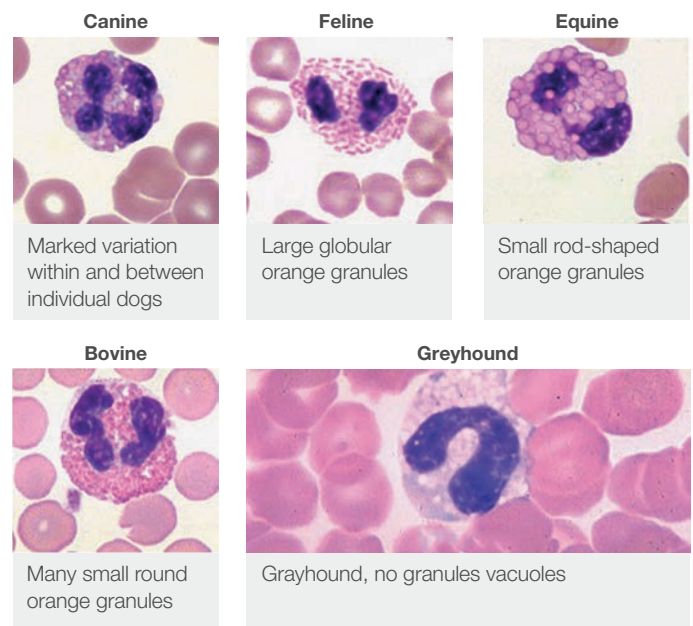 Canine
Feline
Equine
Marked variation
within and between
individual dogs
Large globular
orange granules
Small rod-shaped
orange granules
Bovine
Greyhound
Many small round
orange granules
Grayhound, no granules vacuoles